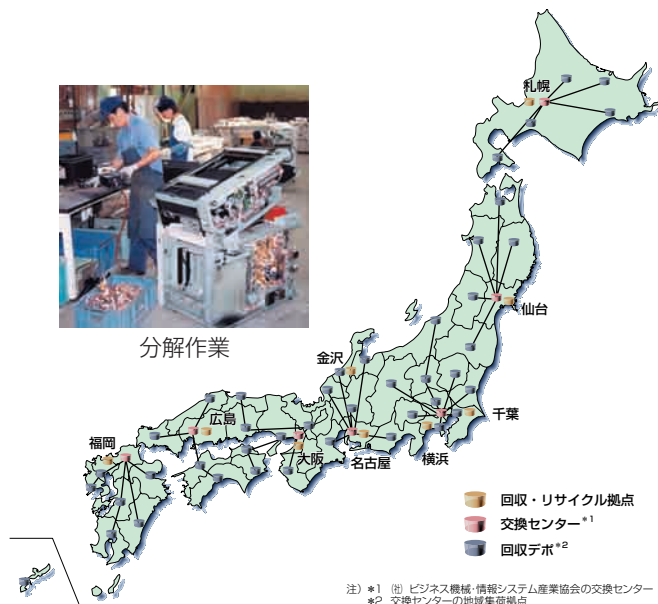 札幌
分解作業
仙台
金沢
千葉
広島
福岡
大阪
名古屋
横浜
回収・リサイクル拠点
交換センター*1
回収デポ*2
注）*1 ㈳ ビジネス機械・情報システム産業協会の交換センター
*2 交換センターの地域集荷拠点